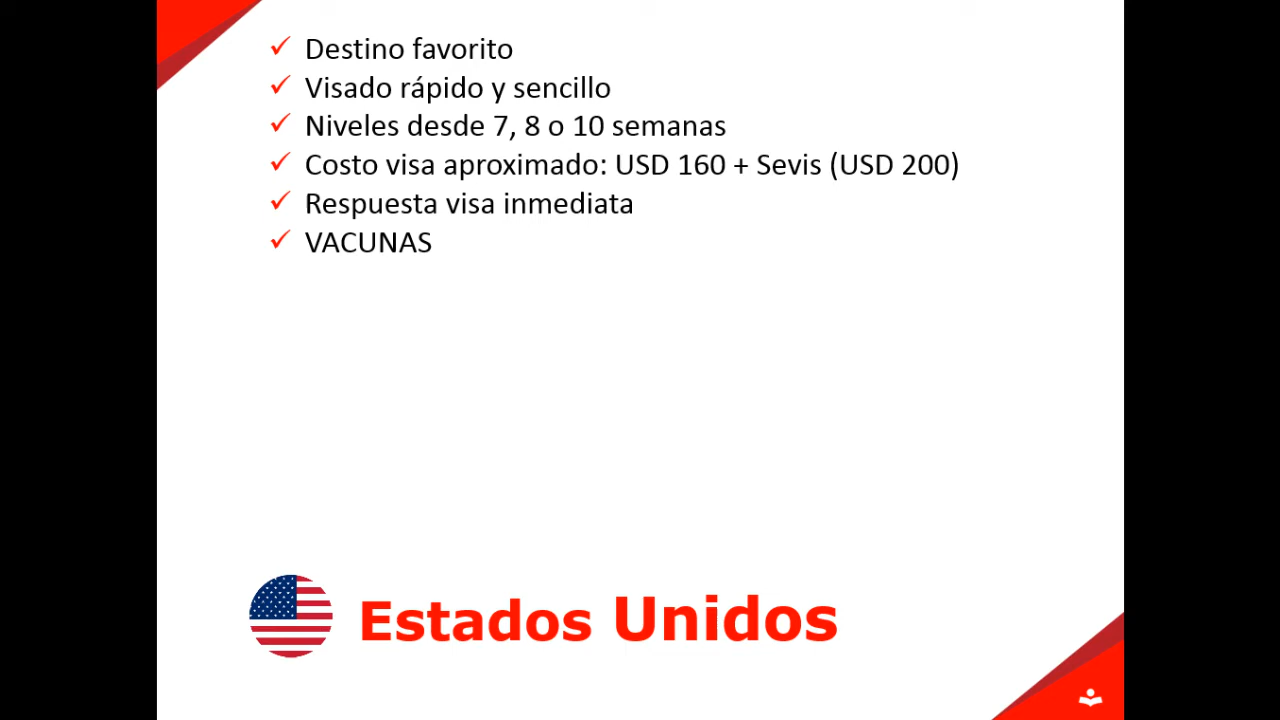 Destino favorito
Visado rápido y sencillo
Niveles desde 7, 8 o 10 semanas
Costo visa aproximado: USD 160 + Sevis (USD 200)
Respuesta visa inmediata
VACUNAS
Estados Unidos